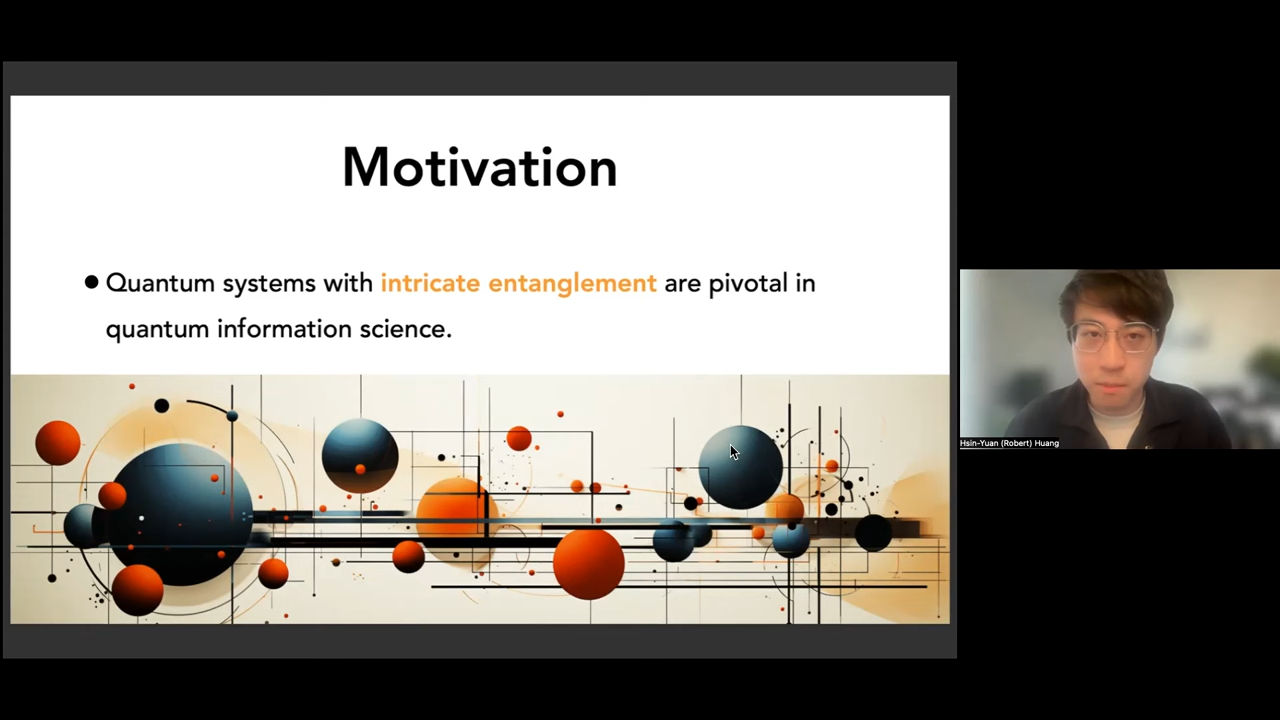 Motivation
● Quantum systems with intricate entanglement are pivotal in
quantum information science.
Hsin-Yuan (Robert) Huang